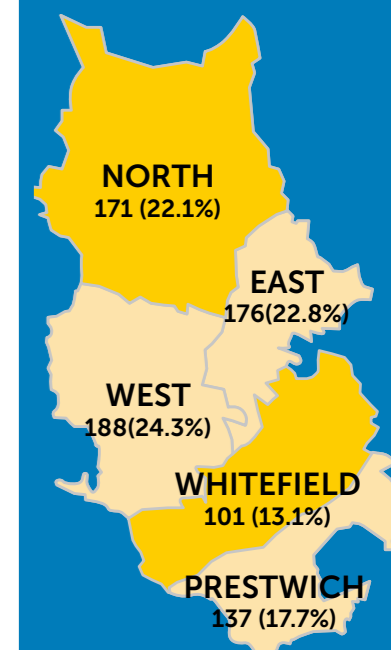 NORTH
171 (22.1%)
EAST
176(22.8%)
WEST
188(24.3%)
WHITEFIELD
101 (13.1%)
PRESTWICH
137 (17.7%)